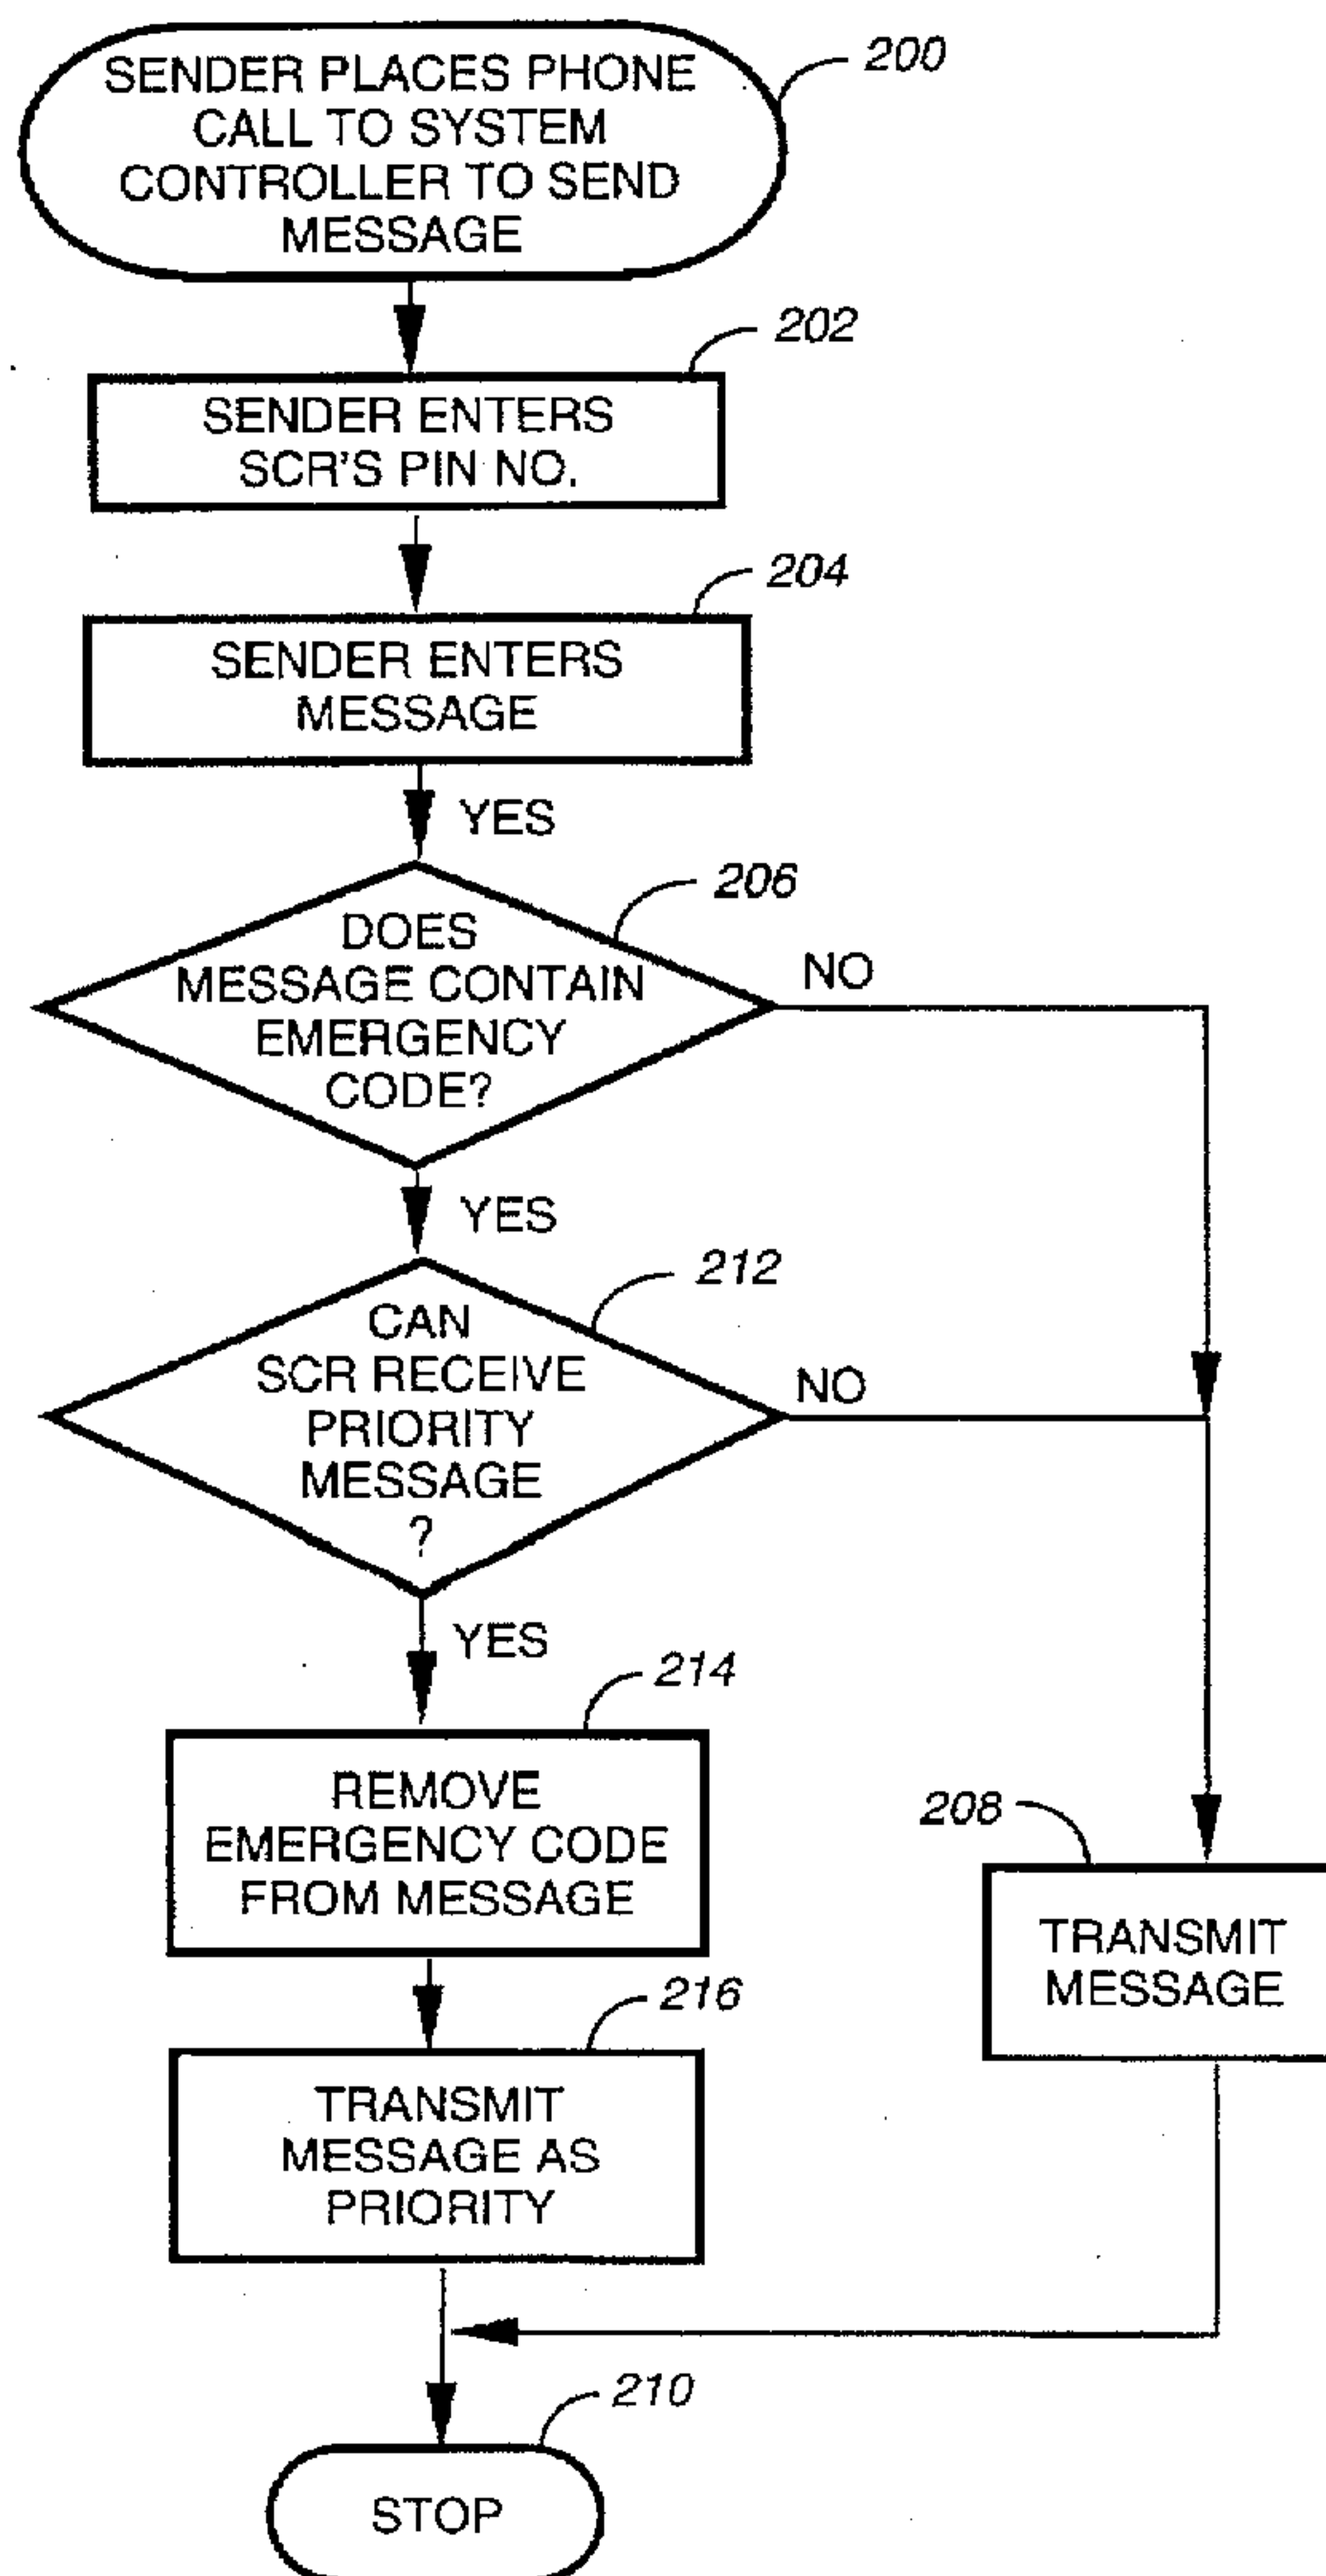 SENDER PLACES PHONE
CALL TO SYSTEM
CONTROLLER TO SEND
MESSAGE
200
202
SENDER ENTERS
SCR'S PIN NO.
204
SENDER ENTERS
MESSAGE
YES
206
DOES
MESSAGE CONTAIN
EMERGENCY
CODE?
NO
YES
212
CAN
SCR RECEIVE
PRIORITY
MESSAGE
?
NO
YES
214
REMOVE
EMERGENCY CODE
FROM MESSAGE
208
TRANSMIT
MESSAGE
216
TRANSMIT
MESSAGE AS
PRIORITY
210
STOP